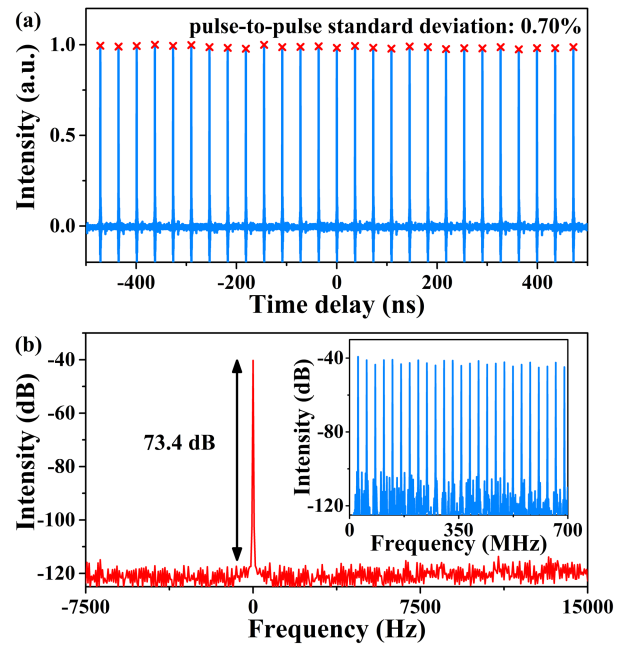 (a)
pulse-to-pulse standard deviation: 0.70%
Intensity (a.u.)
1.0
0.5
0.0
-400 -200 0 200 400
Time delay (ns)
(b)
Intensity (dB)
-40
-60
-80
-100
-120
73.4 dB
Intensity (dB)
-40
-80
-120
0 350 700
Frequency (MHz)
-7500 0 7500 15000
Frequency (Hz)